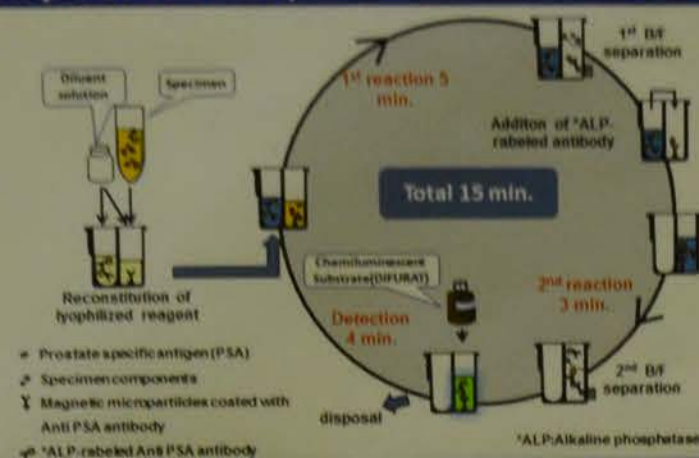 Diluent
solution
Specimen
1st reaction 5
min.
1st B/F
separation
Additon of *ALP-
rabeled antibody
Total 15 min.
Chemiluminescent
Substrate(DIFURAT)
2nd reaction
3 min.
Detection
4 min.
2nd B/F
separation
disposal
Reconstitution of
lyophilized reagent
Prostate specific antigen (PSA)
Specimen components
Magnetic microparticles coated with
Anti PSA antibody
*ALP-rabeled Anti PSA antibody
*ALP:Alkaline phosphatase